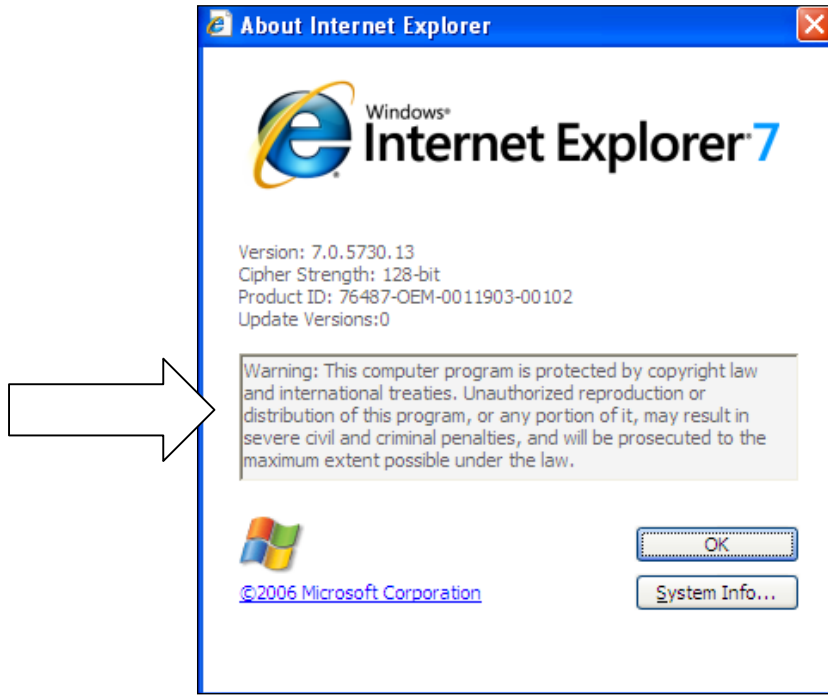 About Internet Explorer
Windows®
Internet Explorer®7
Version: 7.0.5730.13
Cipher Strength: 128-bit
Product ID: 76487-OEM-0011903-00102
Update Versions:0
Warning: This computer program is protected by copyright law
and international treaties. Unauthorized reproduction or
distribution of this program, or any portion of it, may result in
severe civil and criminal penalties, and will be prosecuted to the
maximum extent possible under the law.
OK
©2006 Microsoft Corporation
System Info...